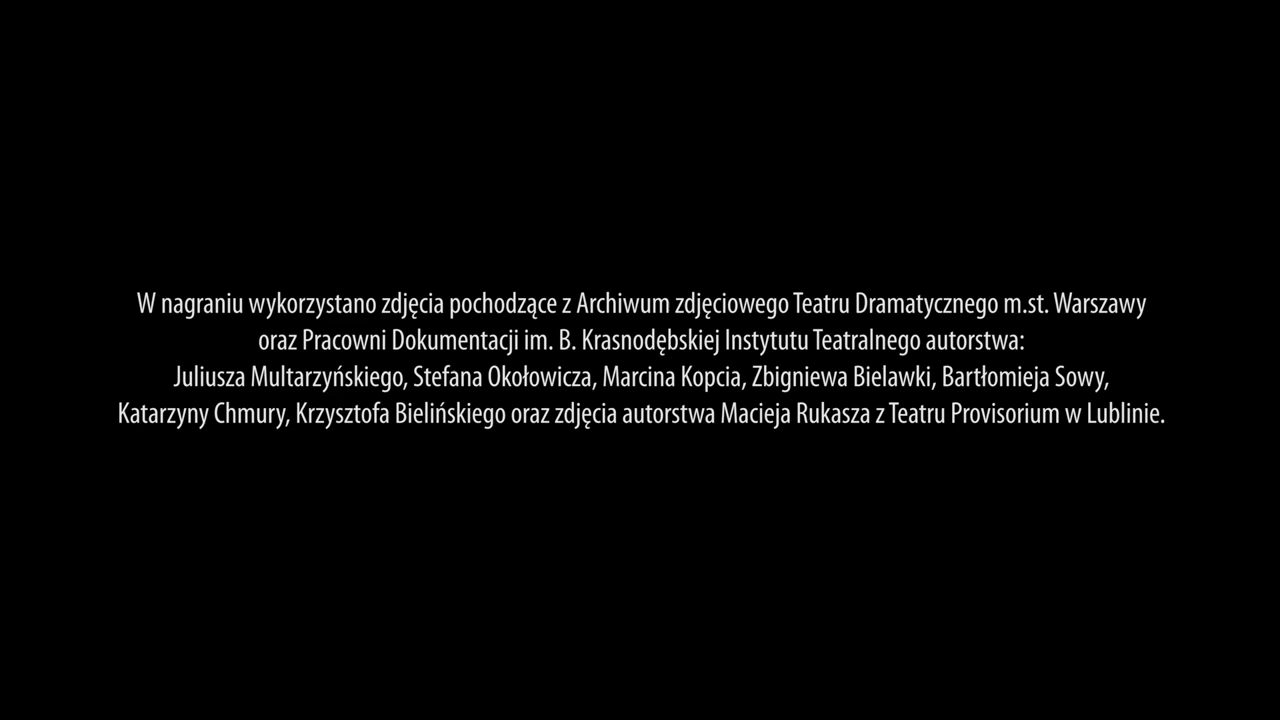 W nagraniu wykorzystano zdjęcia pochodzące z Archiwum zdjęciowego Teatru Dramatycznego m.st. Warszawy
oraz Pracowni Dokumentacji im. B. Krasnodębskiej Instytutu Teatralnego autorstwa:
Juliusza Multarzyńskiego, Stefana Okołowicza, Marcina Kopcia, Zbigniewa Bielawki, Bartłomieja Sowy,
Katarzyny Chmury, Krzysztofa Bielińskiego oraz zdjęcia autorstwa Macieja Rukasza z Teatru Provisorium w Lublinie.